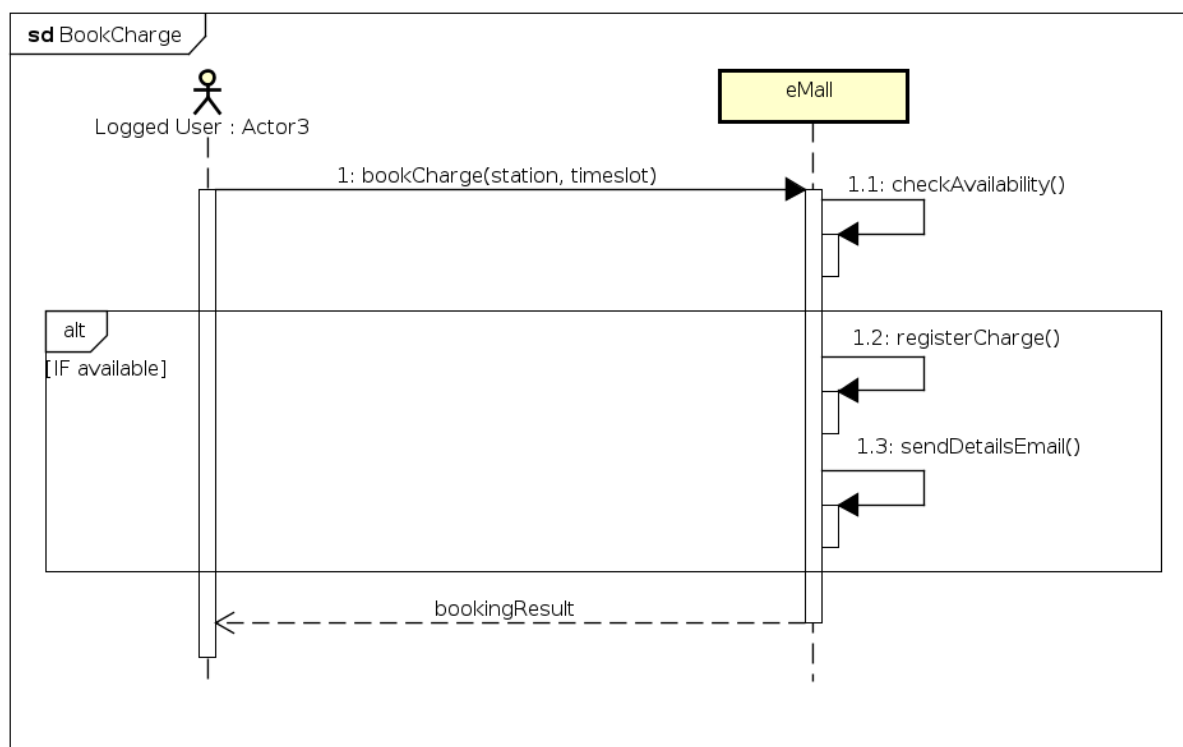 sd BookCharge
Logged User : Actor3
eMall
1: bookCharge(station, timeslot)
1.1: checkAvailability()
alt
[IF available]
1.2: registerCharge()
1.3: sendDetailsEmail()
bookingResult